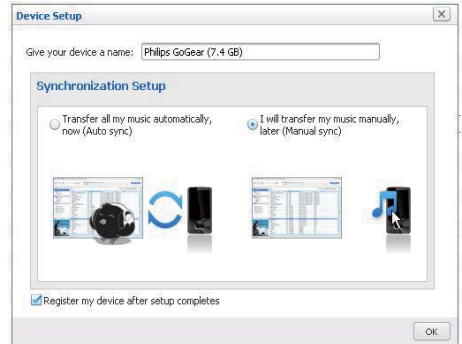 Device Setup
Give your device a name: Philips GoGear (7.4 GB)
Synchronization Setup
Transfer all my music automatically,
now (Auto sync)
I will transfer my music manually,
later (Manual sync)
Register my device after setup completes
OK